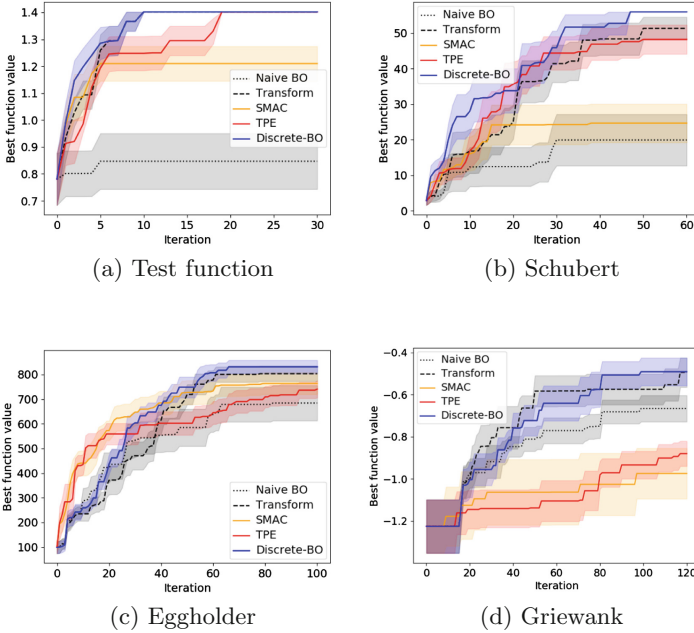 1.4
1.3
1.2
1.1
1.0
0.9
0.8
0.7
Best function value
0 5 10 15 20 25 30
Iteration
Naive BO
Transform
SMAC
TPE
Discrete-BO
(a) Test function
50
40
30
20
10
0
Best function value
0 10 20 30 40 50 60
Iteration
Naive BO
Transform
SMAC
TPE
Discrete-BO
(b) Schubert
800
700
600
500
400
300
200
100
Best function value
0 20 40 60 80 100
Iteration
Naive BO
Transform
SMAC
TPE
Discrete-BO
(c) Eggholder
−0.4
−0.6
−0.8
−1.0
−1.2
Best function value
0 20 40 60 80 100 120
Iteration
Naive BO
Transform
SMAC
TPE
Discrete-BO
(d) Griewank